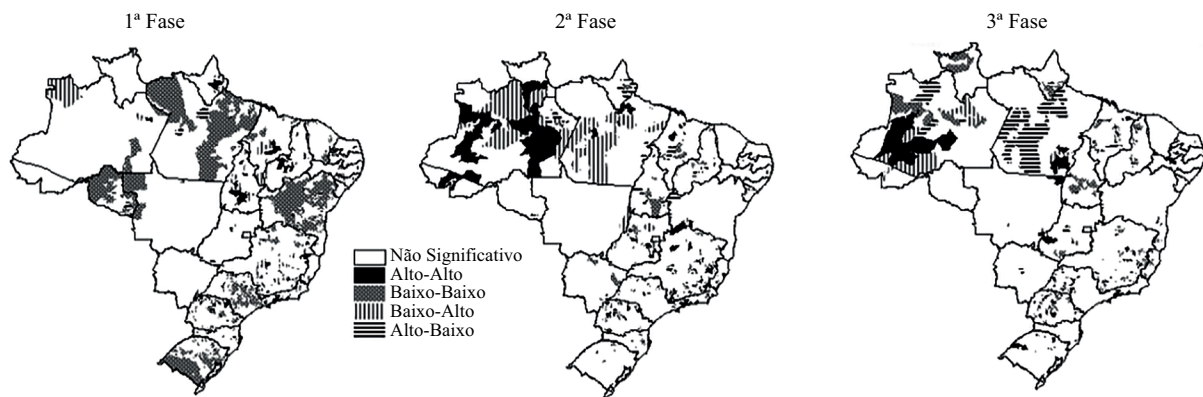 1ª Fase
2ª Fase
3ª Fase
Não Significativo
Alto-Alto
Baixo-Baixo
Baixo-Alto
Alto-Baixo